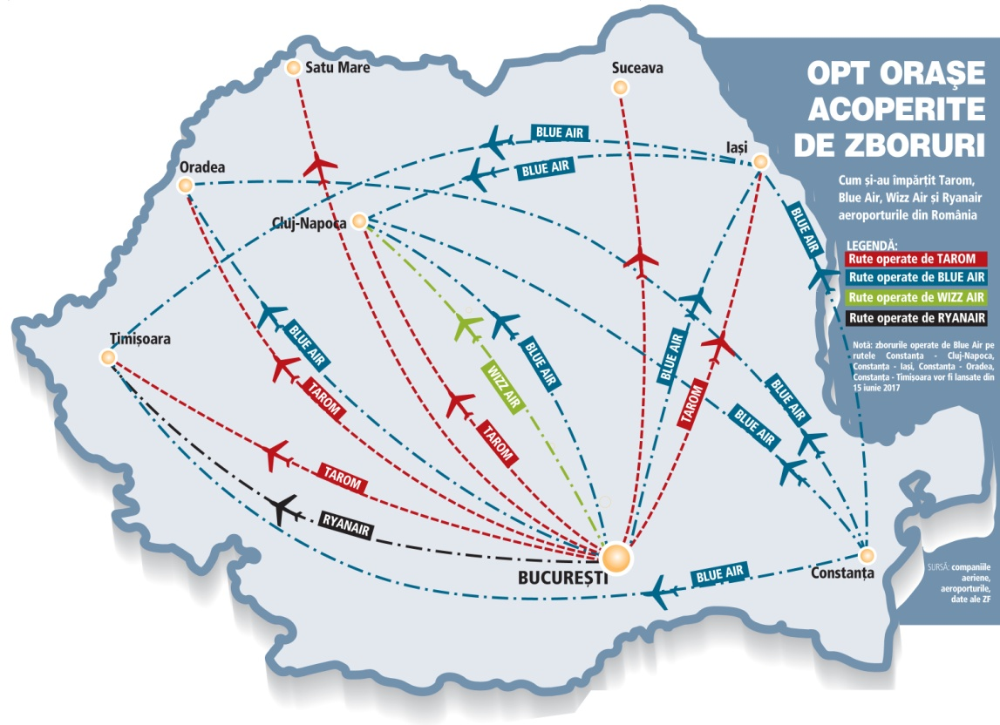 OPT ORAŞE
ACOPERITE
DE ZBORURI
Cum și-au împărțit Tarom,
Blue Air, Wizz Air și Ryanair
aeroporturile din România
LEGENDĂ:
Rute operate de TAROM
Rute operate de BLUE AIR
Rute operate de WIZZ AIR
Rute operate de RYANAIR
Notă: zborurile operate de Blue Air pe
rutele Constanța - Cluj-Napoca,
Constanța - Iași, Constanța - Oradea,
Constanța - Timișoara vor fi lansate din
15 iunie 2017
Satu Mare
Suceava
BLUE AIR
Iași
BLUE AIR
Oradea
Cluj-Napoca
BLUE AIR
Timișoara
BLUE AIR
BLUE AIR
BLUE AIR
WIZZ AIR
TAROM
TAROM
BLUE AIR
BLUE AIR
TAROM
TAROM
RYANAIR
BUCUREȘTI
BLUE AIR
Constanța
SURSĂ: companiile
aeriene,
aeroporturile,
date ale ZF